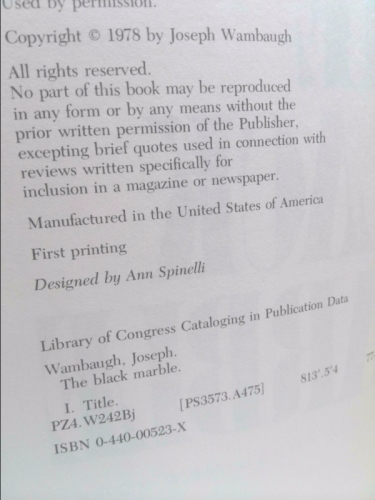 Used by permission.
Copyright © 1978 by Joseph Wambaugh
All rights reserved.
No part of this book may be reproduced
in any form or by any means without the
prior written permission of the Publisher,
excepting brief quotes used in connection with
reviews written specifically for
inclusion in a magazine or newspaper.
Manufactured in the United States of America
First printing
Designed by Ann Spinelli
Library of Congress Cataloging in Publication Data
Wambaugh, Joseph.
The black marble.
I. Title.
PZ4.W242Bj [PS3573.A475] 813'.5'4 77
ISBN 0-440-00523-X